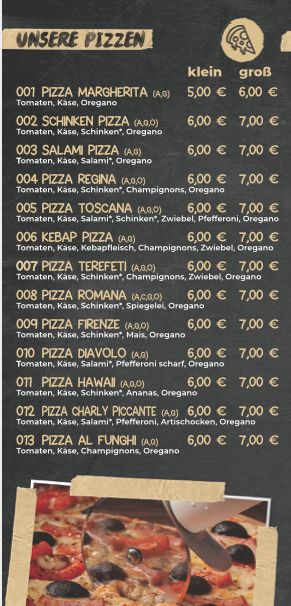 UNSERE PIZZEN
klein groß
001 PIZZA MARGHERITA (A,G) 5,00 € 6,00 €
Tomaten, Käse, Oregano
002 SCHINKEN PIZZA (A,G,O) 6,00 € 7,00 €
Tomaten, Käse, Schinken*, Oregano
003 SALAMI PIZZA (A,G) 6,00 € 7,00 €
Tomaten, Käse, Salami*, Oregano
004 PIZZA REGINA (A,G,O) 6,00 € 7,00 €
Tomaten, Käse, Schinken*, Champignons, Oregano
005 PIZZA TOSCANA (A,G,O) 6,00 € 7,00 €
Tomaten, Käse, Salami*, Schinken*, Zwiebel, Pfefferoni, Oregano
006 KEBAP PIZZA (A,G) 6,00 € 7,00 €
Tomaten, Käse, Kebapfleisch, Champignons, Zwiebel, Oregano
007 PIZZA TEREFETI (A,G,O) 6,00 € 7,00 €
Tomaten, Käse, Schinken*, Champignons, Zwiebel, Oregano
008 PIZZA ROMANA (A,C,G,O) 6,00 € 7,00 €
Tomaten, Käse, Schinken*, Spiegelei, Oregano
009 PIZZA FIRENZE (A,G,O) 6,00 € 7,00 €
Tomaten, Käse, Schinken*, Mais, Oregano
010 PIZZA DIAVOLO (A,G) 6,00 € 7,00 €
Tomaten, Käse, Salami*, Pfefferoni scharf, Oregano
011 PIZZA HAWAII (A,G,O) 6,00 € 7,00 €
Tomaten, Käse, Schinken*, Ananas, Oregano
012 PIZZA CHARLY PICCANTE (A,G) 6,00 € 7,00 €
Tomaten, Käse, Salami*, Pfefferoni, Artischocken, Oregano
013 PIZZA AL FUNGHI (A,G) 6,00 € 7,00 €
Tomaten, Käse, Champignons, Oregano